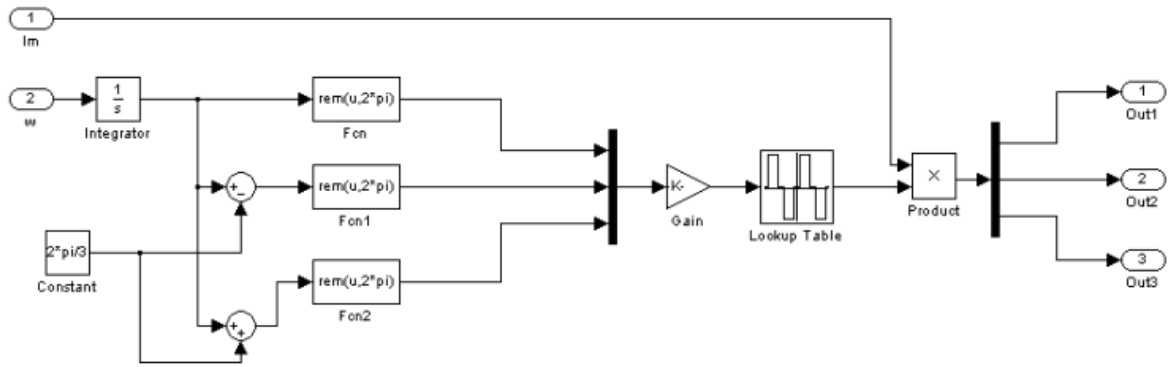 1
Im
2
w
1
s
Integrator
rem(u,2*pi)
Fcn
+
−
rem(u,2*pi)
Fcn1
2*pi/3
Constant
+
+
rem(u,2*pi)
Fcn2
K-
Gain
Lookup Table
×
Product
1
Out1
2
Out2
3
Out3